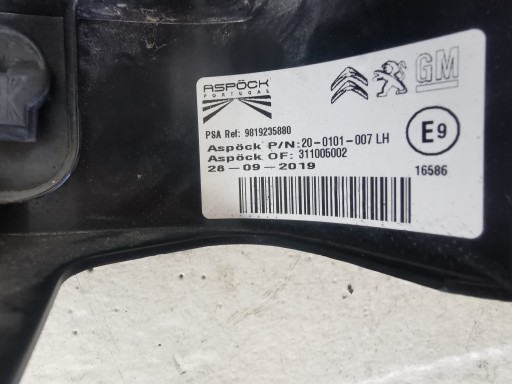 ASPÖCK
PORTUGAL
GM
PSA Ref: 9819235880
Aspöck P/N:20-0101-007 LH
Aspöck OF: 311005002
28-09-2019
E9
16586